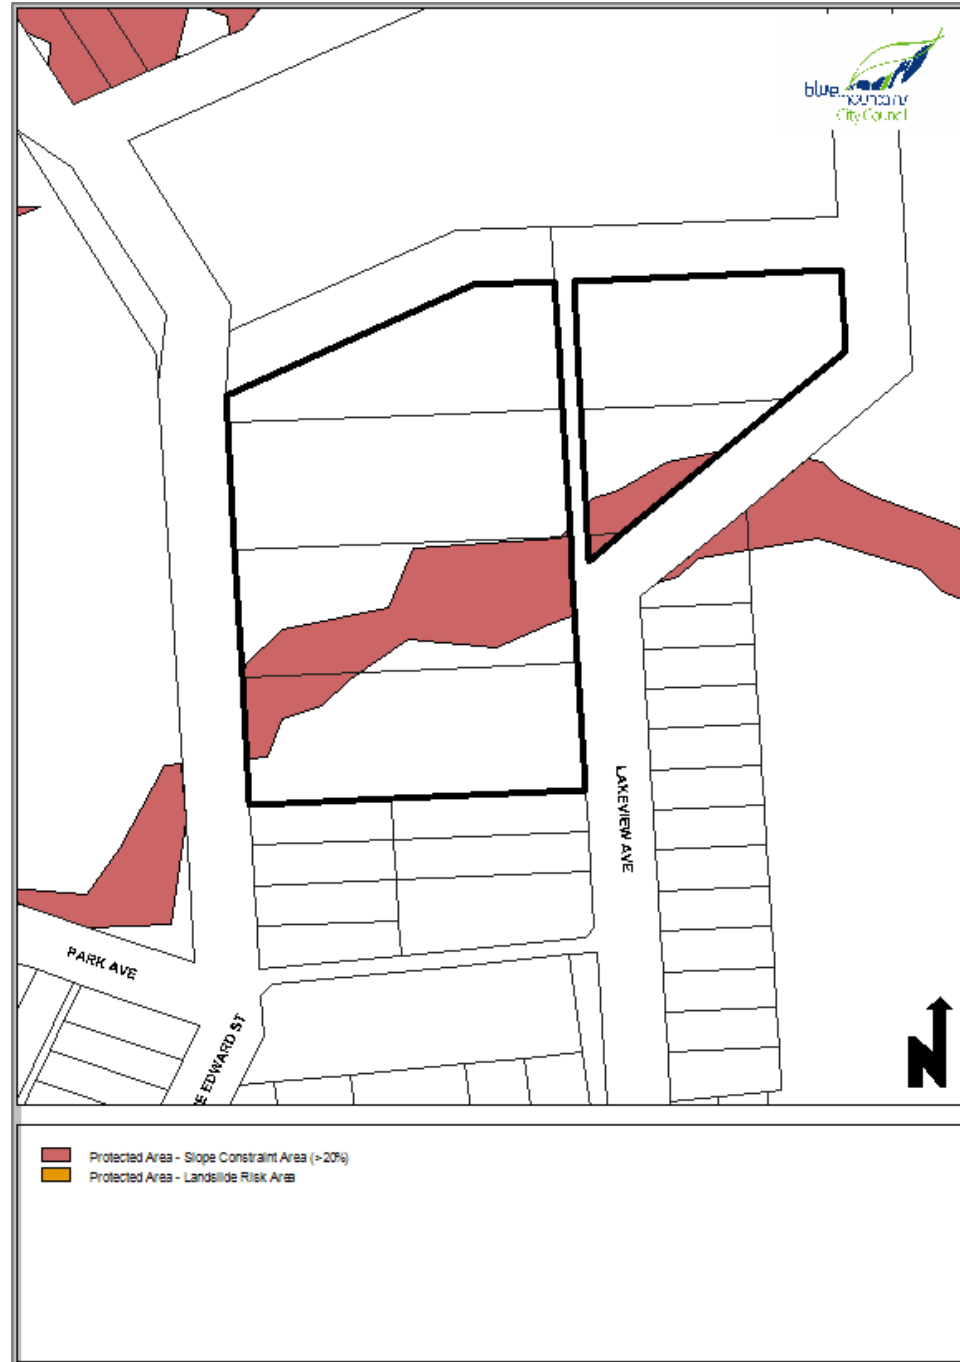 blue mountains
City Council
LAKEVIEW AVE
PARK AVE
E EDWARD ST
N
Protected Area - Slope Constraint Area (>20%)
Protected Area - Landslide Risk Area